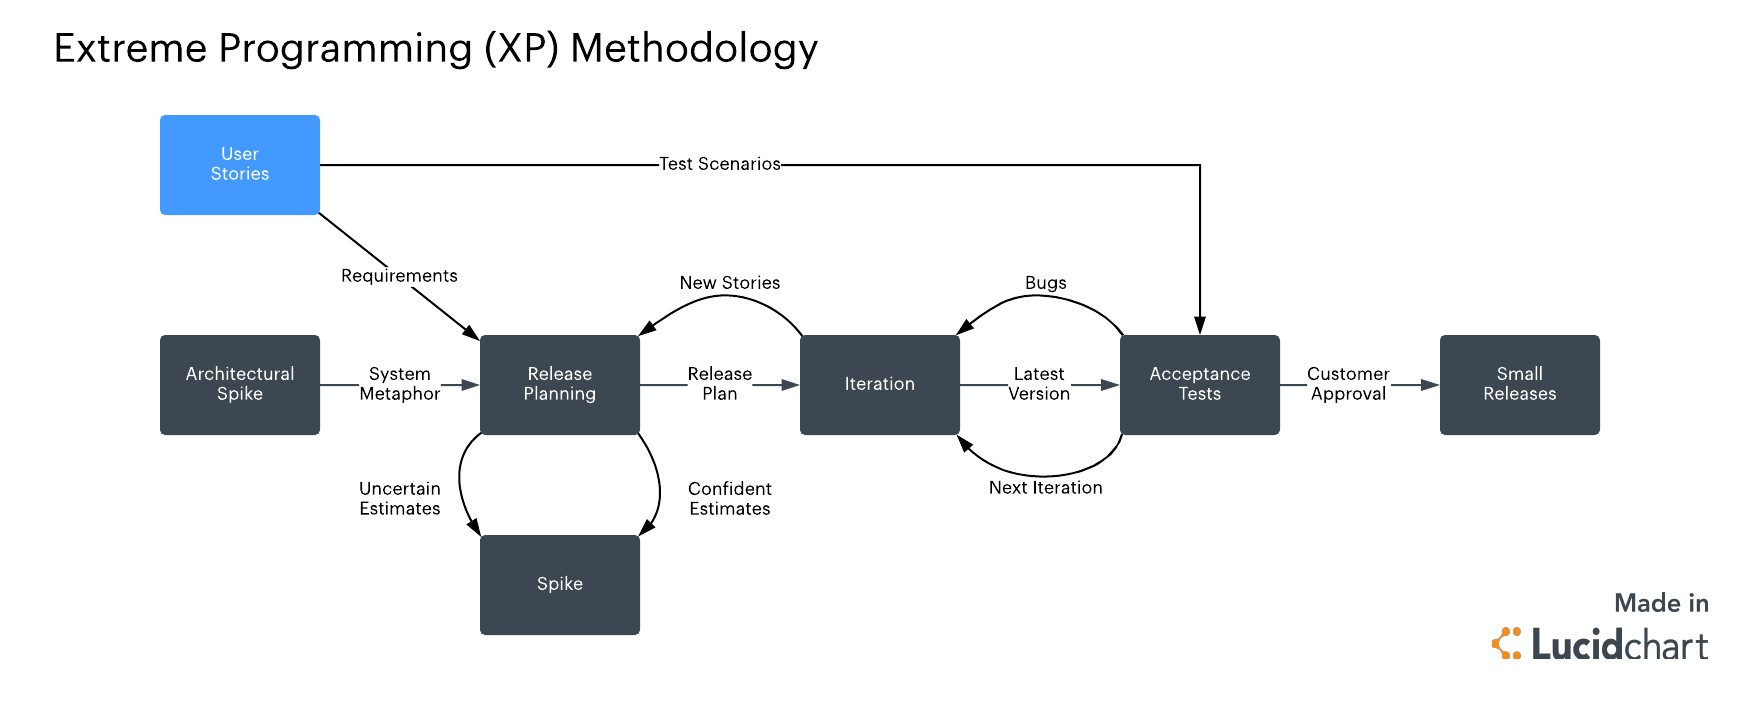 Extreme Programming (XP) Methodology
User
Stories
Test Scenarios
Requirements
New Stories
Bugs
Architectural
Spike
System
Metaphor
Release
Planning
Release
Plan
Iteration
Latest
Version
Acceptance
Tests
Customer
Approval
Small
Releases
Uncertain
Estimates
Confident
Estimates
Next Iteration
Spike
Made in
Lucidchart